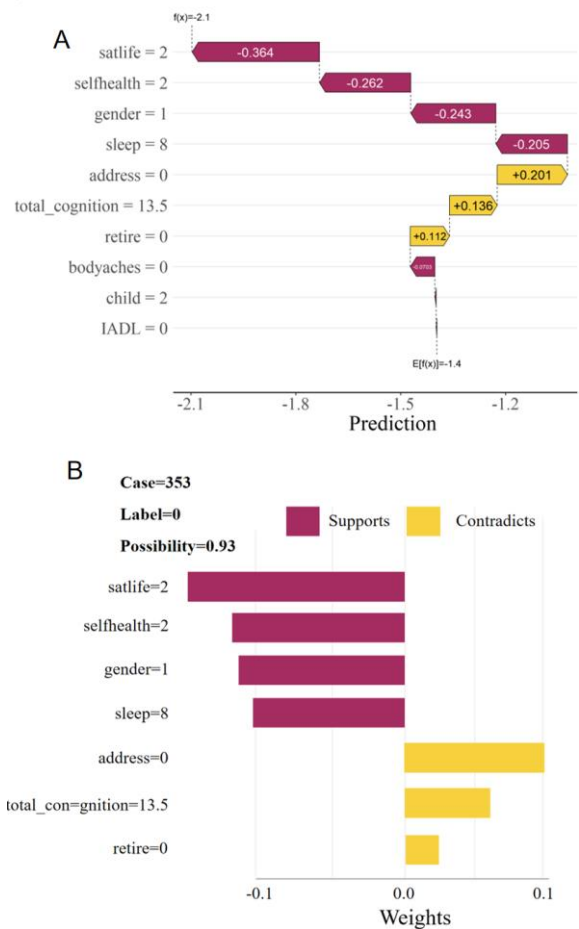 f(x)=-2.1
A
satlife = 2
-0.364
selfhealth = 2
-0.262
gender = 1
-0.243
sleep = 8
-0.205
address = 0
+0.201
total_cognition = 13.5
+0.136
retire = 0
+0.112
bodyaches = 0
child = 2
IADL = 0
E[f(x)]=-1.4
-2.1 -1.8 -1.5 -1.2
Prediction
B
Case=353
Label=0
Supports Contradicts
Possibility=0.93
satlife=2
selfhealth=2
gender=1
sleep=8
address=0
total_con=gnition=13.5
retire=0
-0.1 0.0 0.1
Weights